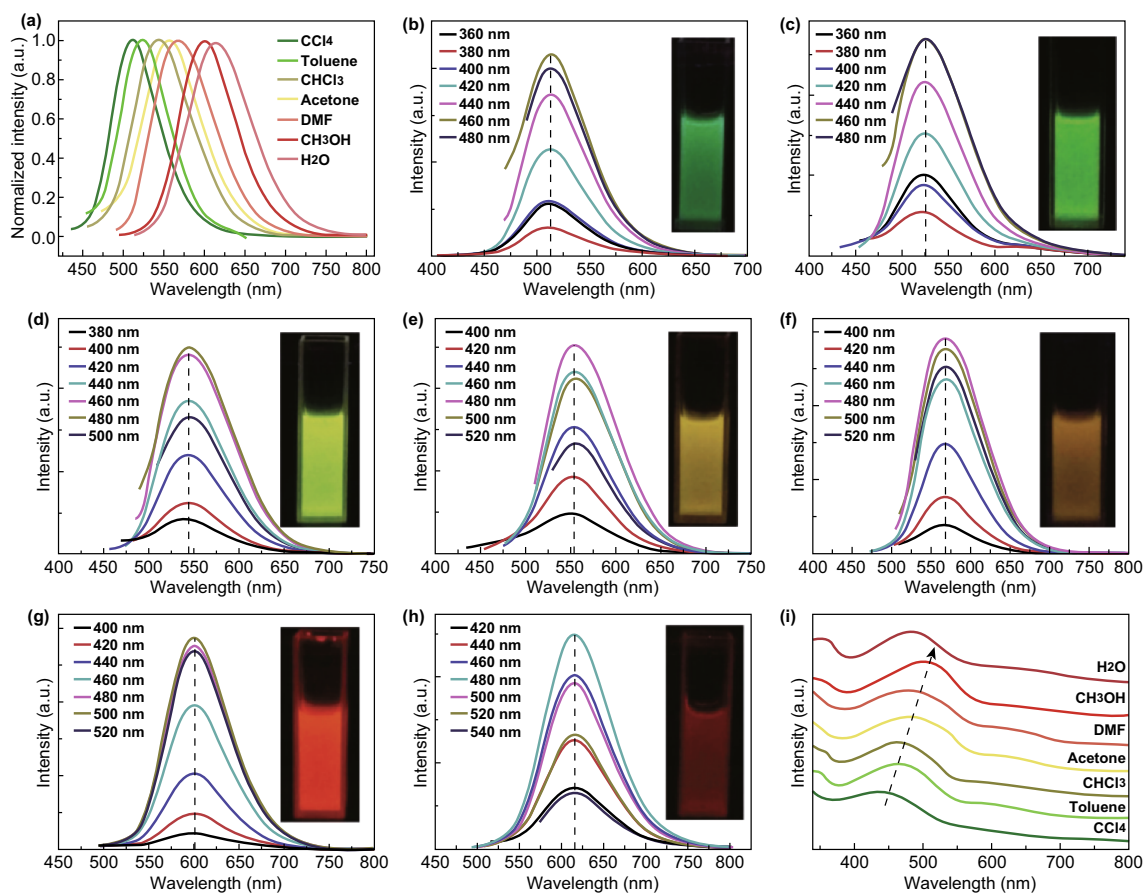 (a)
Normalized intensity (a.u.)
1.0
0.8
0.6
0.4
0.2
0.0
CCl4
Toluene
CHCl3
Acetone
DMF
CH3OH
H2O
450 500 550 600 650 700 750 800
Wavelength (nm)
(b)
Intensity (a.u.)
360 nm
380 nm
400 nm
420 nm
440 nm
460 nm
480 nm
400 450 500 550 600 650 700
Wavelength (nm)
(c)
Intensity (a.u.)
360 nm
380 nm
400 nm
420 nm
440 nm
460 nm
480 nm
400 450 500 550 600 650 700
Wavelength (nm)
(d)
Intensity (a.u.)
380 nm
400 nm
420 nm
440 nm
460 nm
480 nm
500 nm
400 450 500 550 600 650 700 750
Wavelength (nm)
(e)
Intensity (a.u.)
400 nm
420 nm
440 nm
460 nm
480 nm
500 nm
520 nm
400 450 500 550 600 650 700 750
Wavelength (nm)
(f)
Intensity (a.u.)
400 nm
420 nm
440 nm
460 nm
480 nm
500 nm
520 nm
400 450 500 550 600 650 700 750 800
Wavelength (nm)
(g)
Intensity (a.u.)
400 nm
420 nm
440 nm
460 nm
480 nm
500 nm
520 nm
450 500 550 600 650 700 750 800
Wavelength (nm)
(h)
Intensity (a.u.)
420 nm
440 nm
460 nm
480 nm
500 nm
520 nm
540 nm
450 500 550 600 650 700 750 800
Wavelength (nm)
(i)
Intensity (a.u.)
H2O
CH3OH
DMF
Acetone
CHCl3
Toluene
CCl4
400 500 600 700 800
Wavelength (nm)